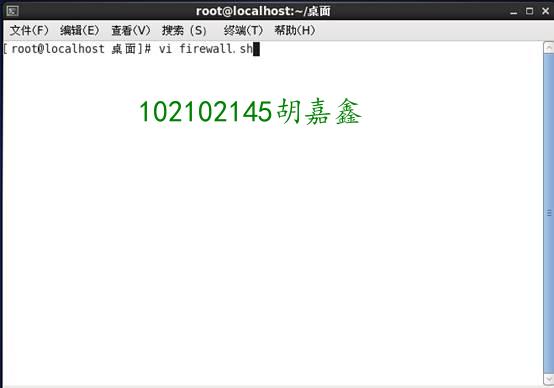 root@localhost:~/桌面
文件(F) 编辑(E) 查看(V) 搜索 (S) 终端(T) 帮助(H)
[root@localhost 桌面]# vi firewall.sh
102102145胡嘉鑫